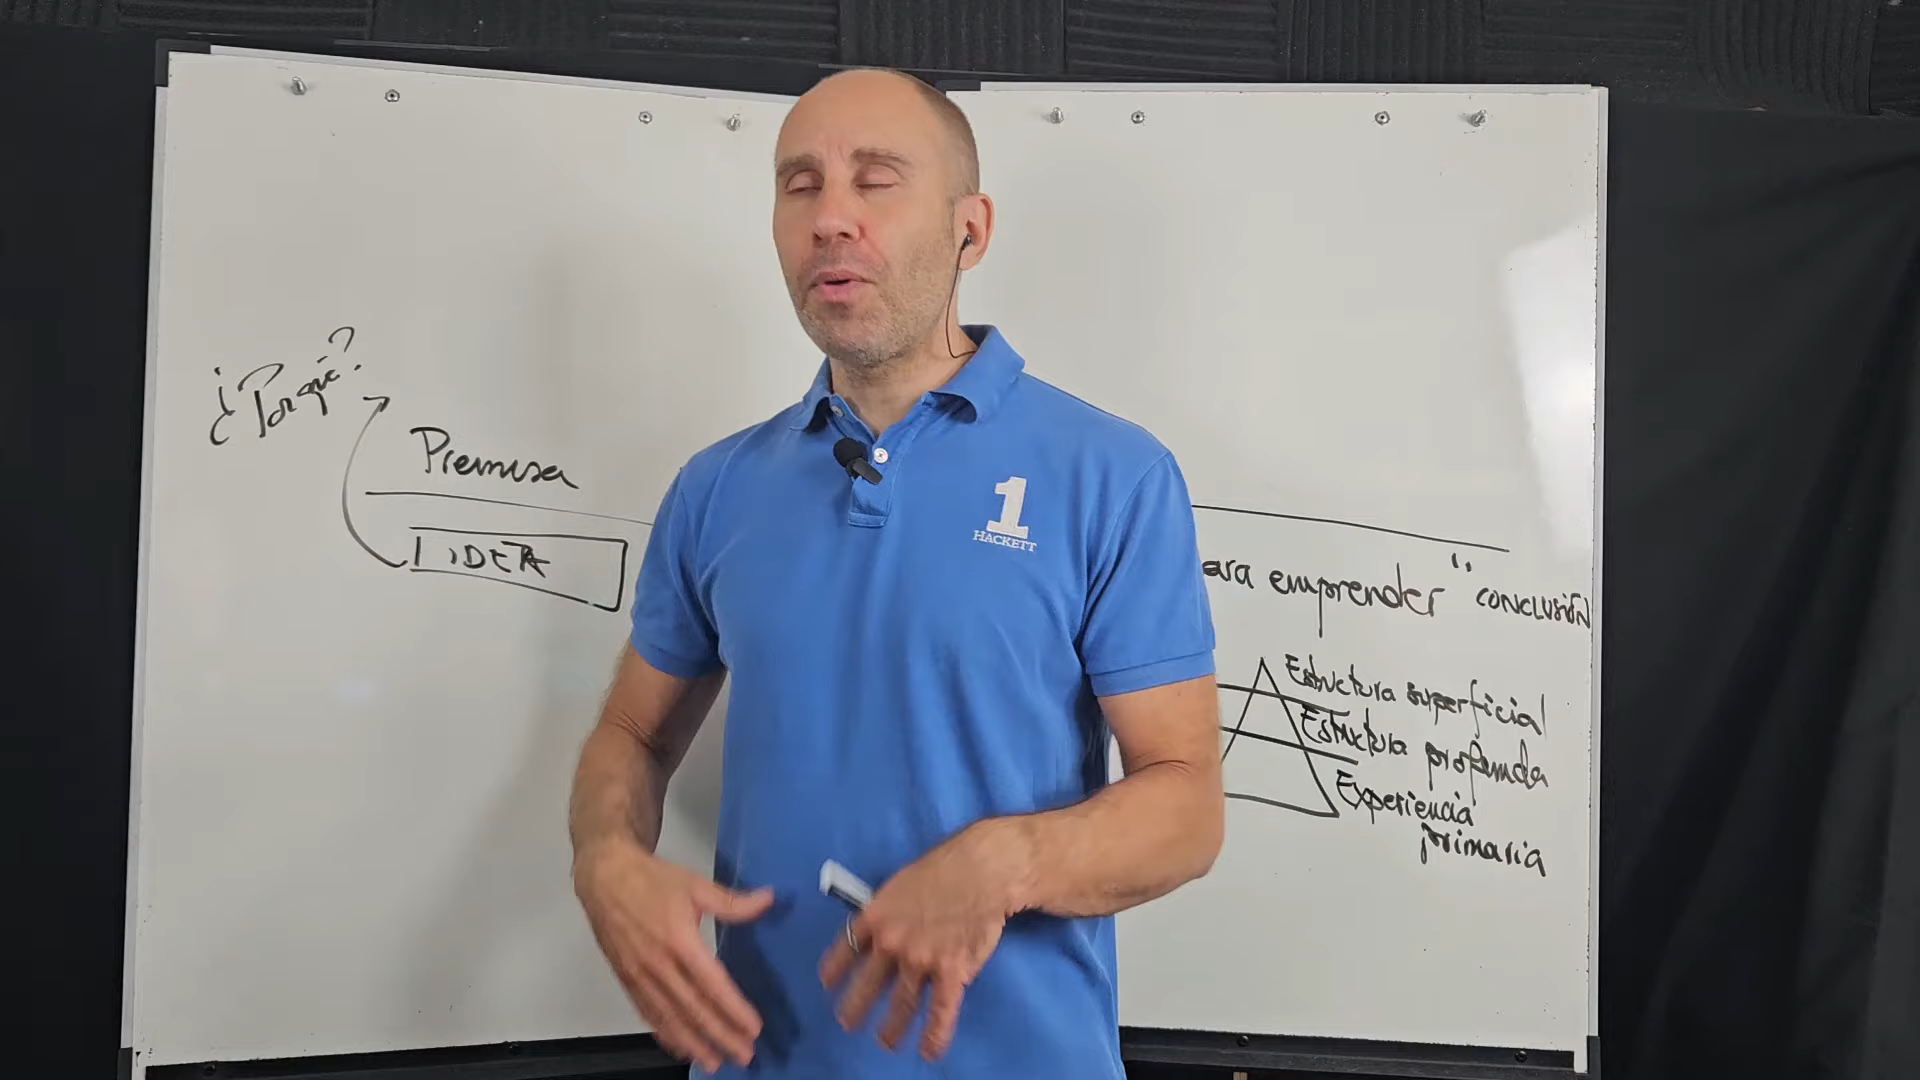 ¿Porqué?
Premisa
IDEA
1
HACKETT
ara emprender" CONCLUSIÓN
Estructura superficial
Estructura profunda
Experiencia
primaria